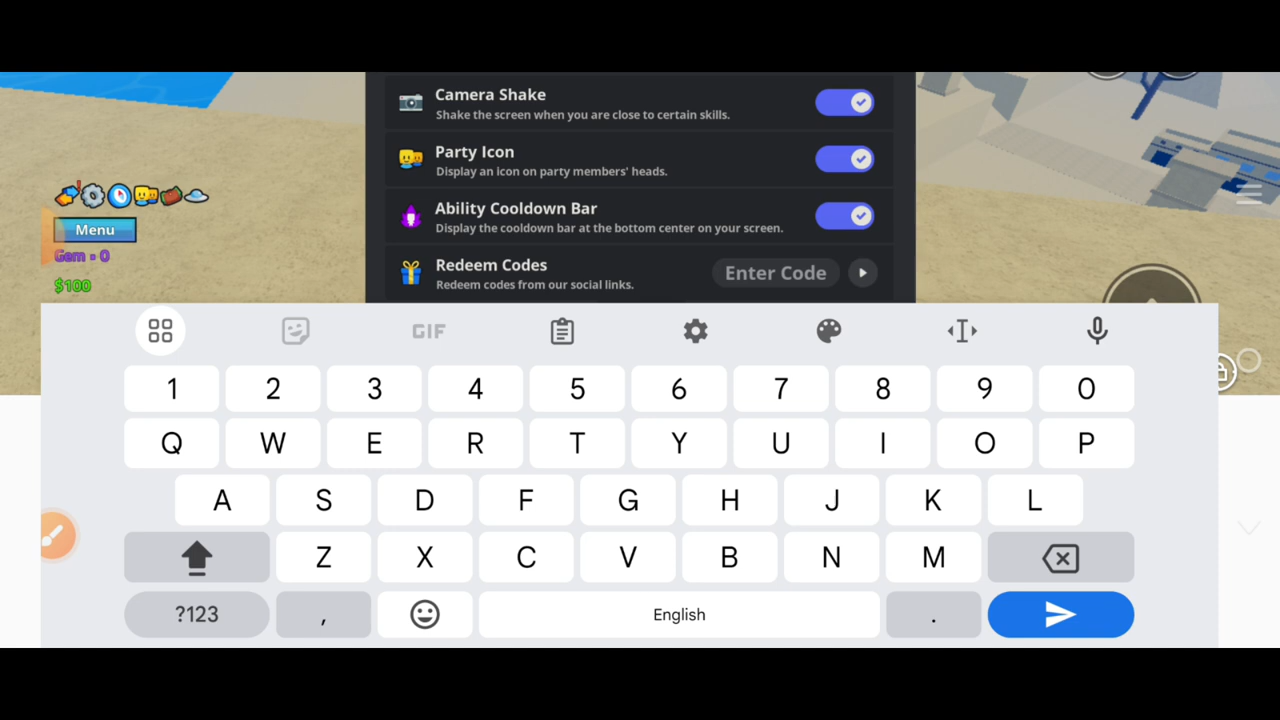 Camera Shake
Shake the screen when you are close to certain skills.
Party Icon
Display an icon on party members' heads.
Ability Cooldown Bar
Display the cooldown bar at the bottom center on your screen.
Redeem Codes
Redeem codes from our social links.
Enter Code
Menu
Gem • 0
$100
GIF
1 2 3 4 5 6 7 8 9 0
Q W E R T Y U I O P
A S D F G H J K L
Z X C V B N M
?123 , English .